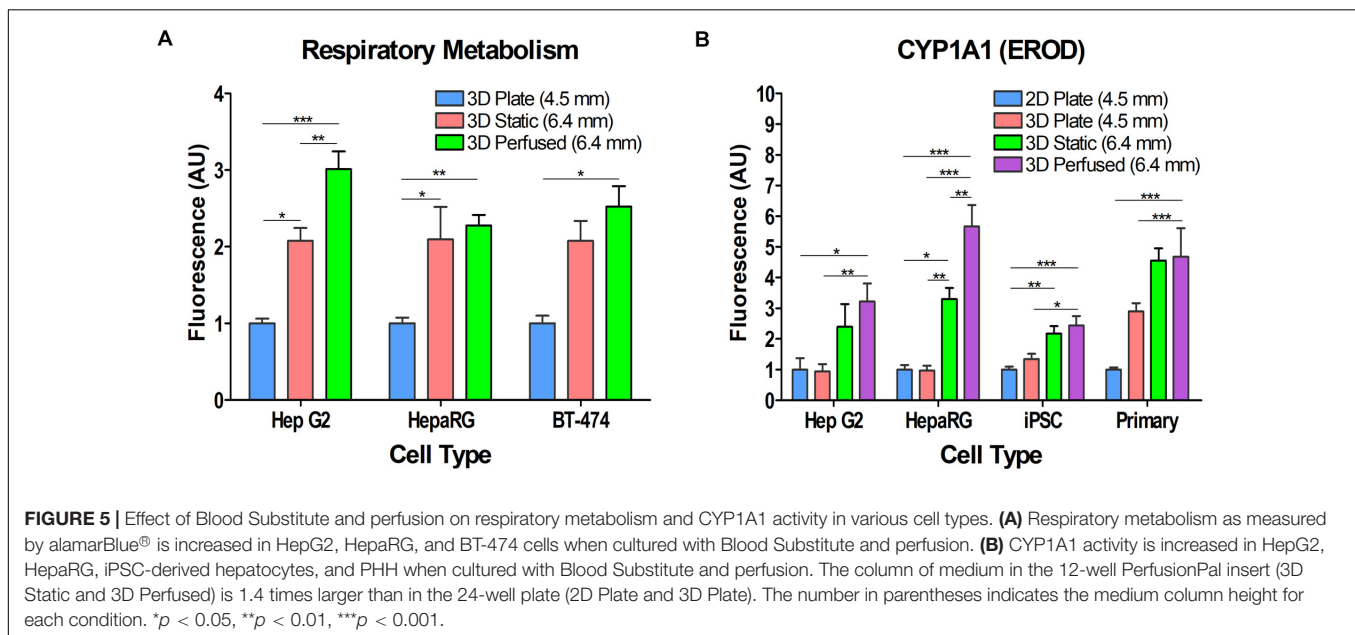 A
Respiratory Metabolism
3D Plate (4.5 mm)
3D Static (6.4 mm)
3D Perfused (6.4 mm)
Fluorescence (AU)
4
3
2
1
0
***
**
*
**
*
*
Hep G2 HepaRG BT-474
Cell Type
B
CYP1A1 (EROD)
2D Plate (4.5 mm)
3D Plate (4.5 mm)
3D Static (6.4 mm)
3D Perfused (6.4 mm)
Fluorescence (AU)
10
9
8
7
6
5
4
3
2
1
0
*
**
***
***
**
*
**
***
**
*
***
***
Hep G2 HepaRG iPSC Primary
Cell Type
FIGURE 5 | Effect of Blood Substitute and perfusion on respiratory metabolism and CYP1A1 activity in various cell types. (A) Respiratory metabolism as measured
by alamarBlue® is increased in HepG2, HepaRG, and BT-474 cells when cultured with Blood Substitute and perfusion. (B) CYP1A1 activity is increased in HepG2,
HepaRG, iPSC-derived hepatocytes, and PHH when cultured with Blood Substitute and perfusion. The column of medium in the 12-well PerfusionPal insert (3D
Static and 3D Perfused) is 1.4 times larger than in the 24-well plate (2D Plate and 3D Plate). The number in parentheses indicates the medium column height for
each condition. *p < 0.05, **p < 0.01, ***p < 0.001.